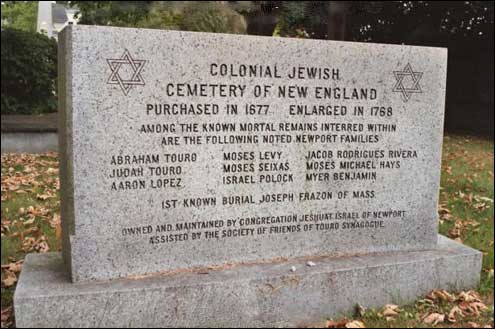 COLONIAL JEWISH
CEMETERY OF NEW ENGLAND
PURCHASED IN 1677 ENLARGED IN 1768
AMONG THE KNOWN MORTAL REMAINS INTERRED WITHIN
ARE THE FOLLOWING NOTED NEWPORT FAMILIES
ABRAHAM TOURO MOSES LEVY JACOB RODRIGUES RIVERA
JUDAH TOURO MOSES SEIXAS MOSES MICHAEL HAYS
AARON LOPEZ ISRAEL POLOCK MYER BENJAMIN
1ST KNOWN BURIAL JOSEPH FRAZON OF MASS.
OWNED AND MAINTAINED BY CONGREGATION JESHUAT ISRAEL OF NEWPORT
ASSISTED BY THE SOCIETY OF FRIENDS OF TOURO SYNAGOGUE